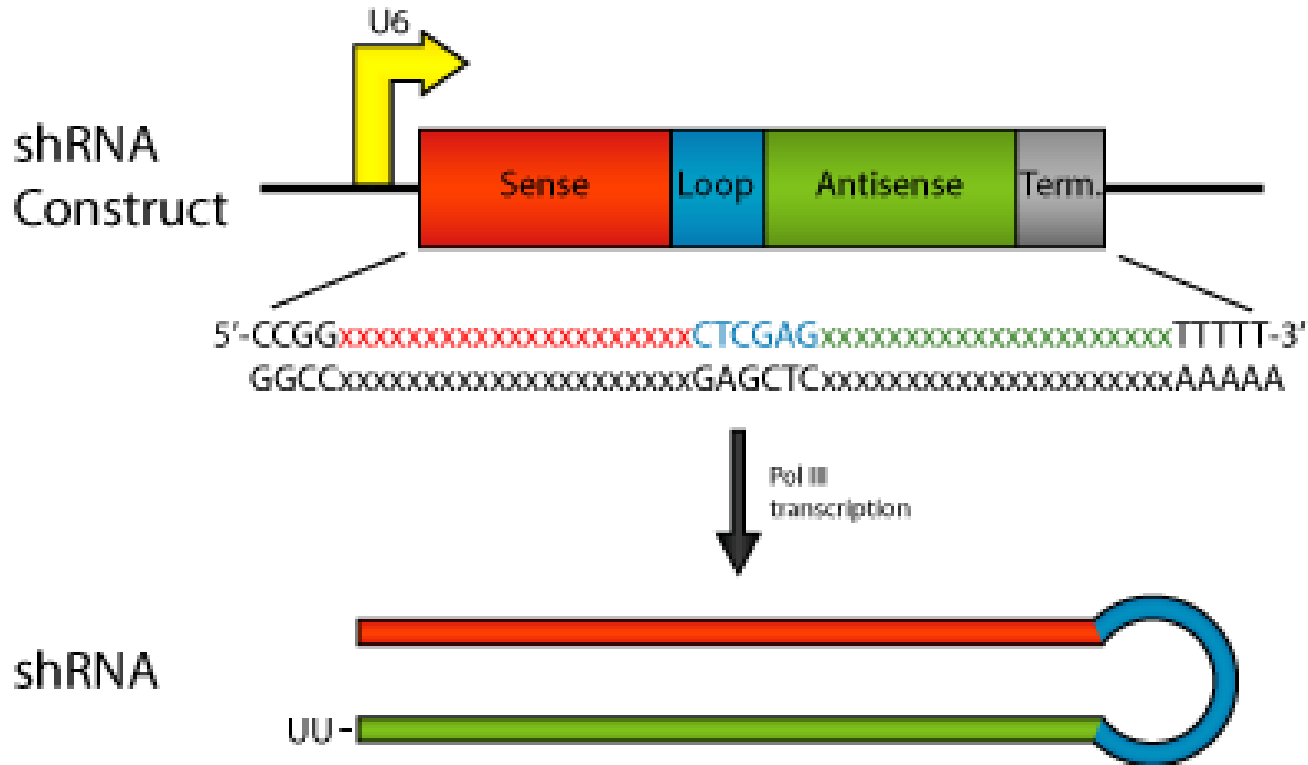 U6
shRNA
Construct
Sense Loop Antisense Term.
5'-CCGGxxxxxxxxxxxxxxxxxxxxxCTCGAGxxxxxxxxxxxxxxxxxxxxxTTTTT-3'
GGCCxxxxxxxxxxxxxxxxxxxxxGAGCTCxxxxxxxxxxxxxxxxxxxxxAAAAA
Pol III
transcription
shRNA
UU-